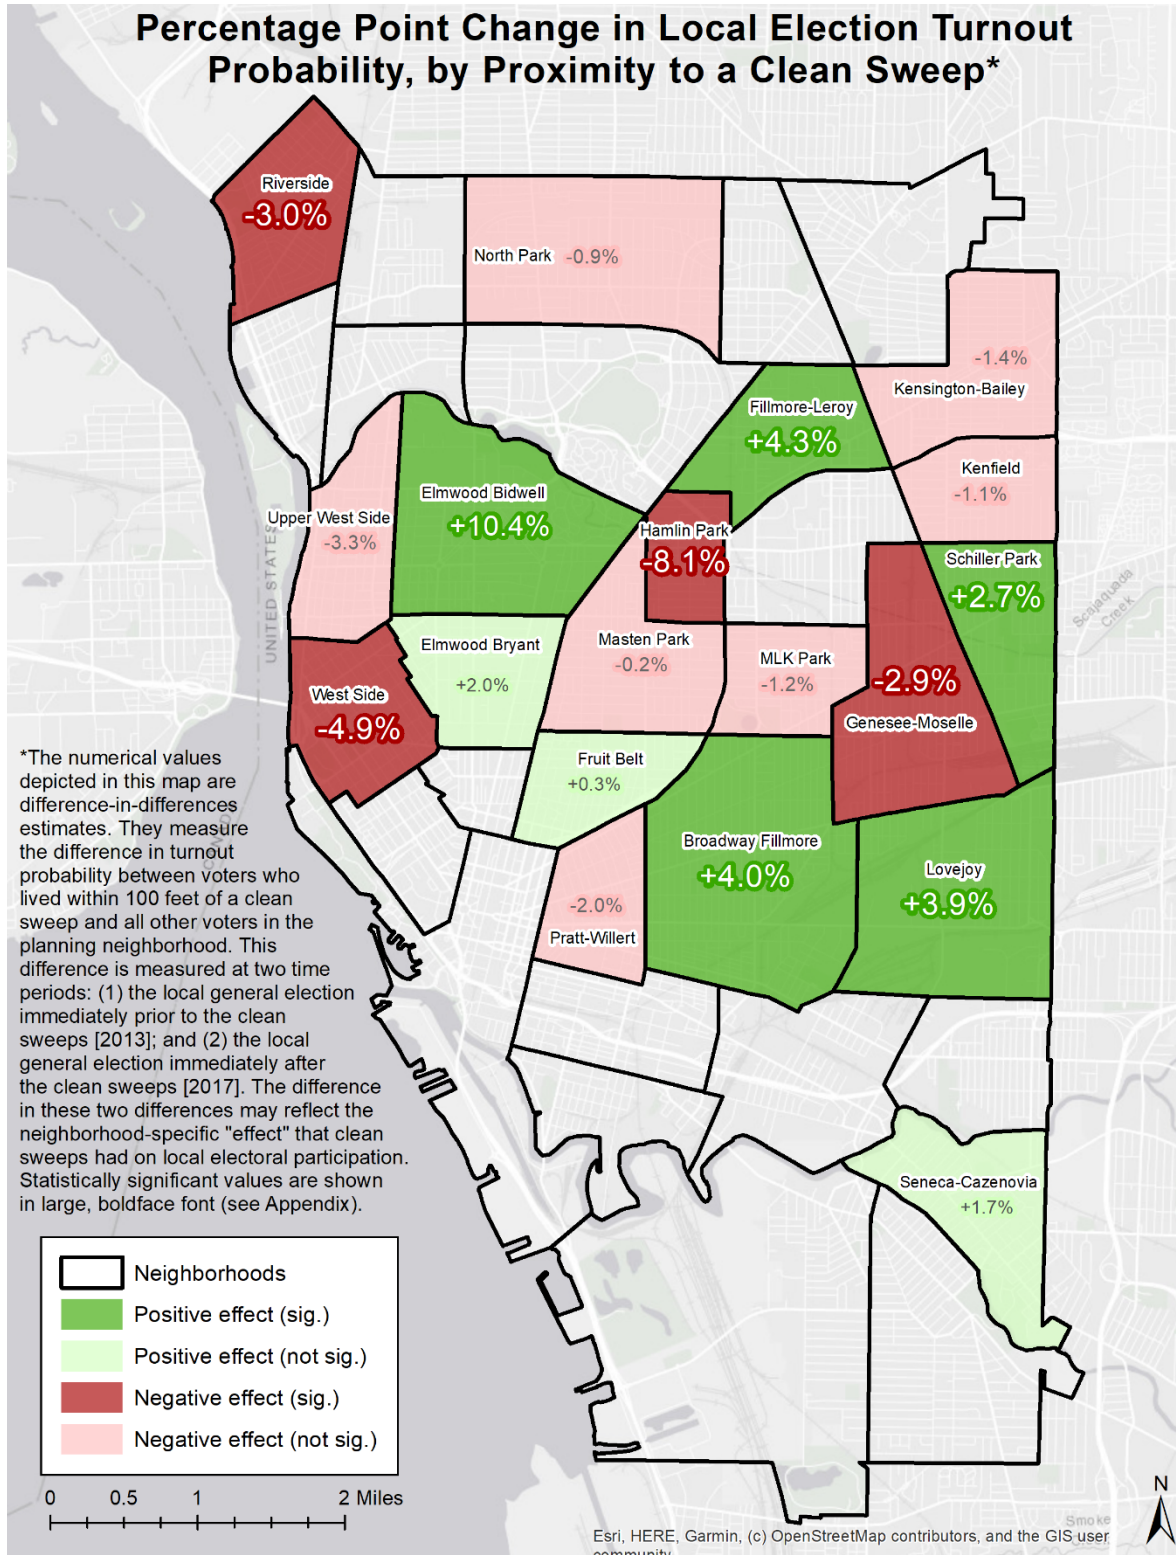 Percentage Point Change in Local Election Turnout
Probability, by Proximity to a Clean Sweep*
Riverside
-3.0%
North Park -0.9%
-1.4%
Kensington-Bailey
Fillmore-Leroy
+4.3%
Kenfield
-1.1%
Elmwood Bidwell
+10.4%
Upper West Side
-3.3%
Hamlin Park
-8.1%
Schiller Park
+2.7%
Scajaquada
Creek
UNITED STATES
Elmwood Bryant
+2.0%
Masten Park
-0.2%
MLK Park
-1.2%
-2.9%
Genesee-Moselle
West Side
-4.9%
Fruit Belt
+0.3%
Broadway Fillmore
+4.0%
Lovejoy
+3.9%
-2.0%
Pratt-Willert
Seneca-Cazenovia
+1.7%
*The numerical values
depicted in this map are
difference-in-differences
estimates. They measure
the difference in turnout
probability between voters who
lived within 100 feet of a clean
sweep and all other voters in the
planning neighborhood. This
difference is measured at two time
periods: (1) the local general election
immediately prior to the clean
sweeps [2013]; and (2) the local
general election immediately after
the clean sweeps [2017]. The difference
in these two differences may reflect the
neighborhood-specific "effect" that clean
sweeps had on local electoral participation.
Statistically significant values are shown
in large, boldface font (see Appendix).
Neighborhoods
Positive effect (sig.)
Positive effect (not sig.)
Negative effect (sig.)
Negative effect (not sig.)
0 0.5 1 2 Miles
N
Smoke
Esri, HERE, Garmin, (c) OpenStreetMap contributors, and the GIS user
community